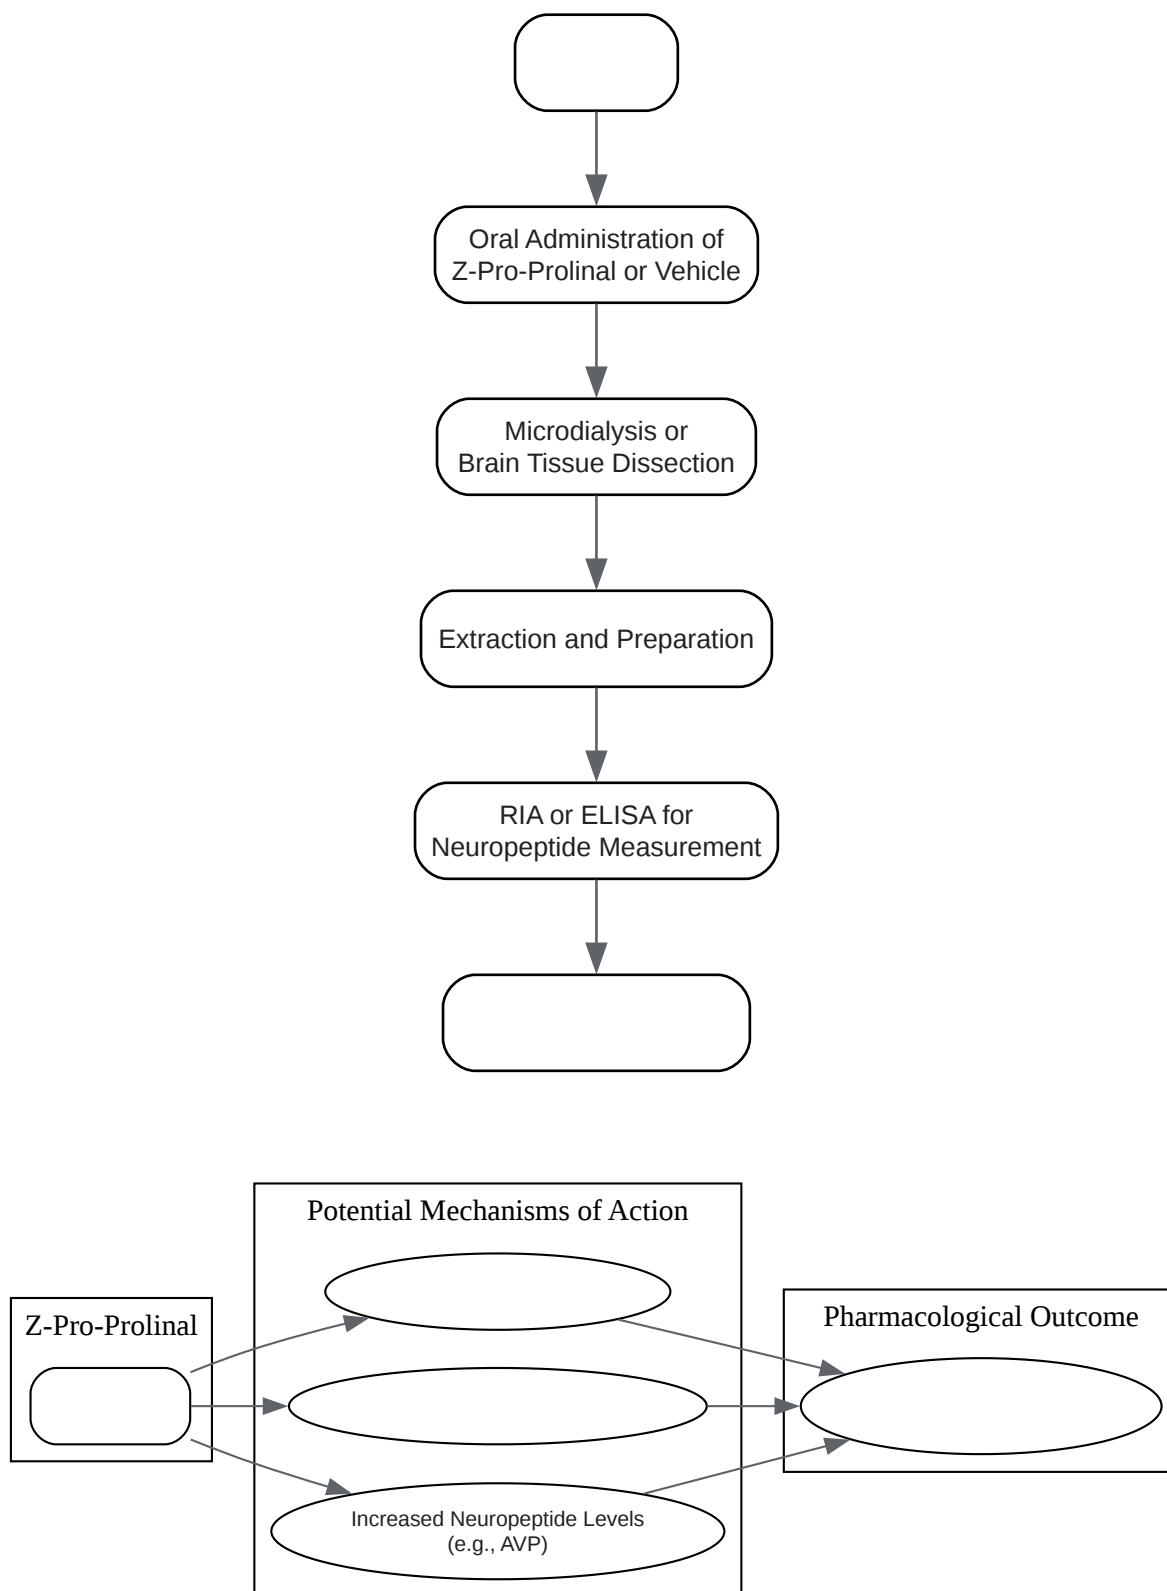 Oral Administration of
Z-Pro-Prolinal or Vehicle
Microdialysis or
Brain Tissue Dissection
Extraction and Preparation
RIA or ELISA for
Neuropeptide Measurement
Potential Mechanisms of Action
Z-Pro-Prolinal
Pharmacological Outcome
Increased Neuropeptide Levels
(e.g., AVP)